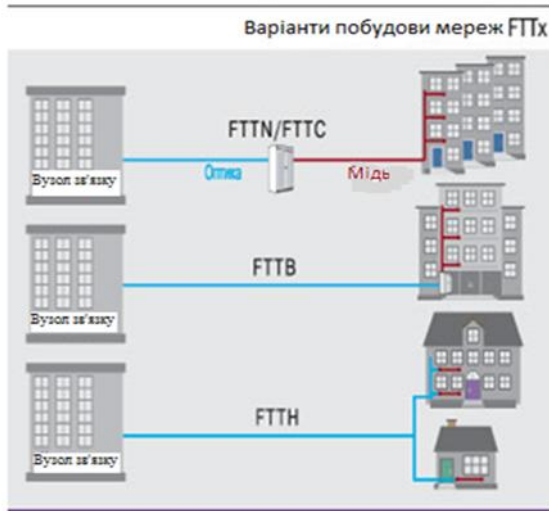 Варіанти побудови мереж FTTx
FTTN/FTTC
Оптика
Мідь
Вузол зв'язку
FTTB
Вузол зв'язку
FTTH
Вузол зв'язку